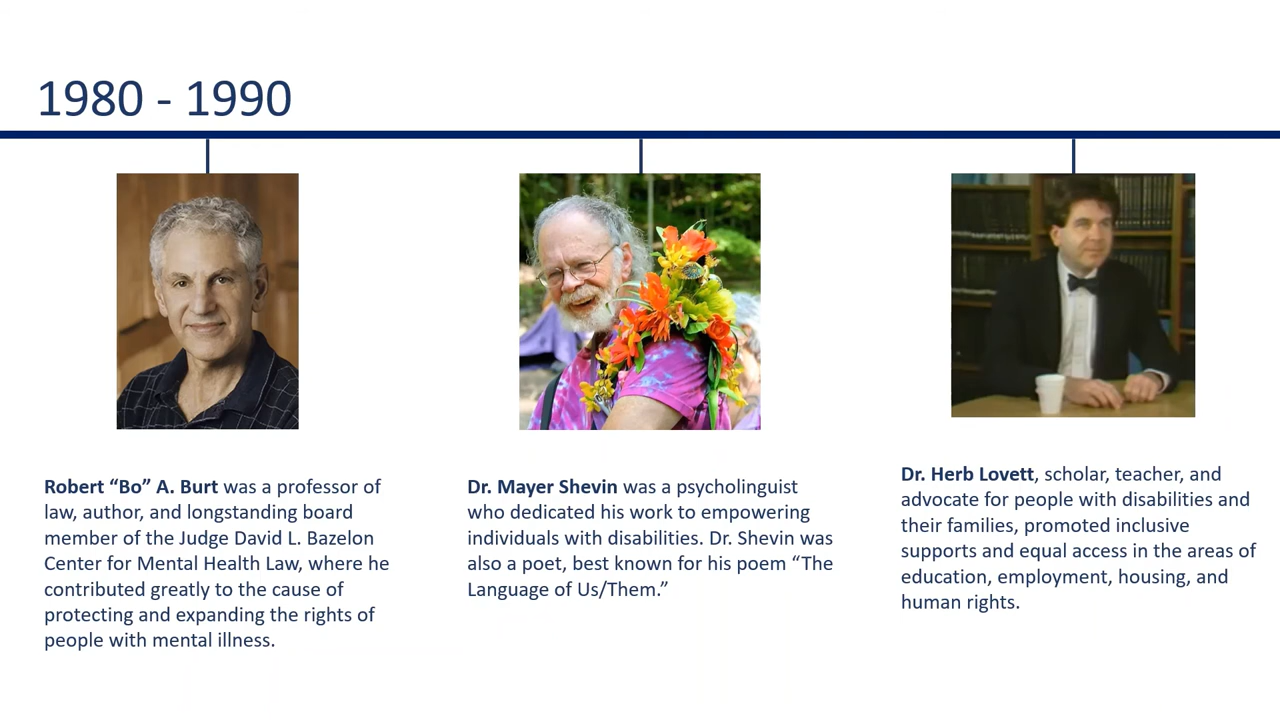 1980 - 1990
Robert “Bo” A. Burt was a professor of
law, author, and longstanding board
member of the Judge David L. Bazelon
Center for Mental Health Law, where he
contributed greatly to the cause of
protecting and expanding the rights of
people with mental illness.
Dr. Mayer Shevin was a psycholinguist
who dedicated his work to empowering
individuals with disabilities. Dr. Shevin was
also a poet, best known for his poem “The
Language of Us/Them.”
Dr. Herb Lovett, scholar, teacher, and
advocate for people with disabilities and
their families, promoted inclusive
supports and equal access in the areas of
education, employment, housing, and
human rights.